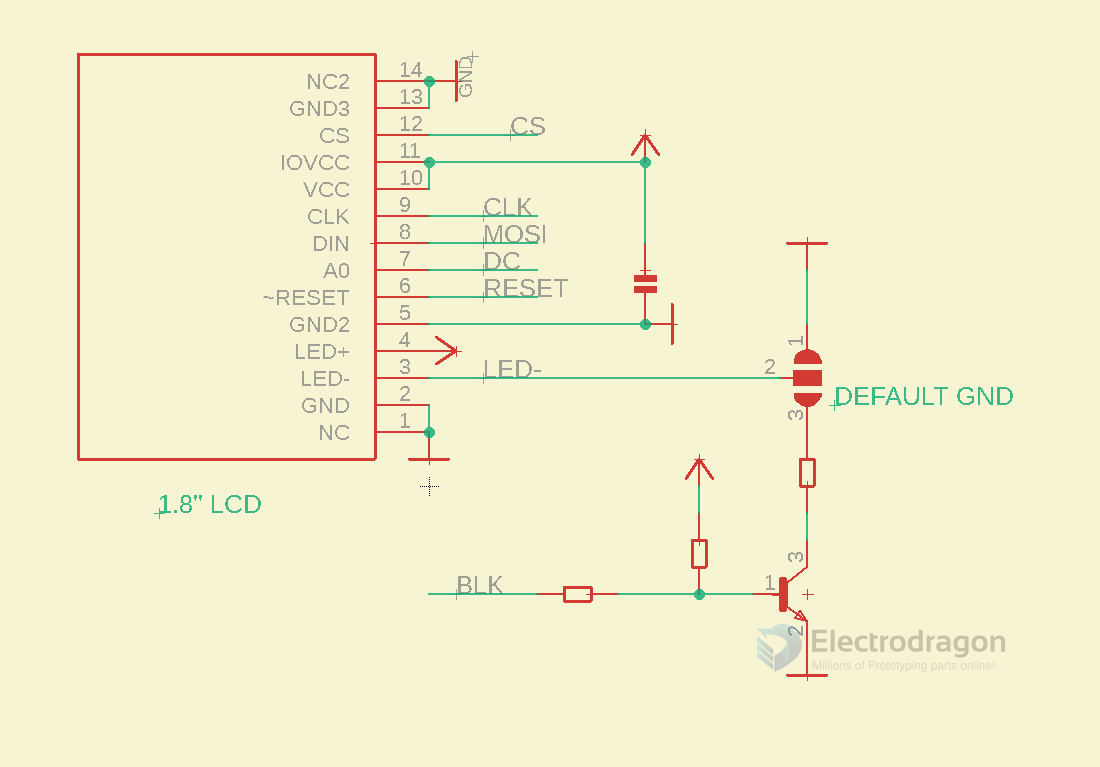 NC2 14 GND
GND3 13
CS 12 CS
IOVCC 11
VCC 10
CLK 9 CLK
DIN 8 MOSI
A0 7 DC
~RESET 6 RESET
GND2 5
LED+ 4
LED- 3 LED-
GND 2
NC 1
1.8" LCD
1
2
3
DEFAULT GND
BLK
3
1
2
Electrodragon
Millions of Prototyping parts online!